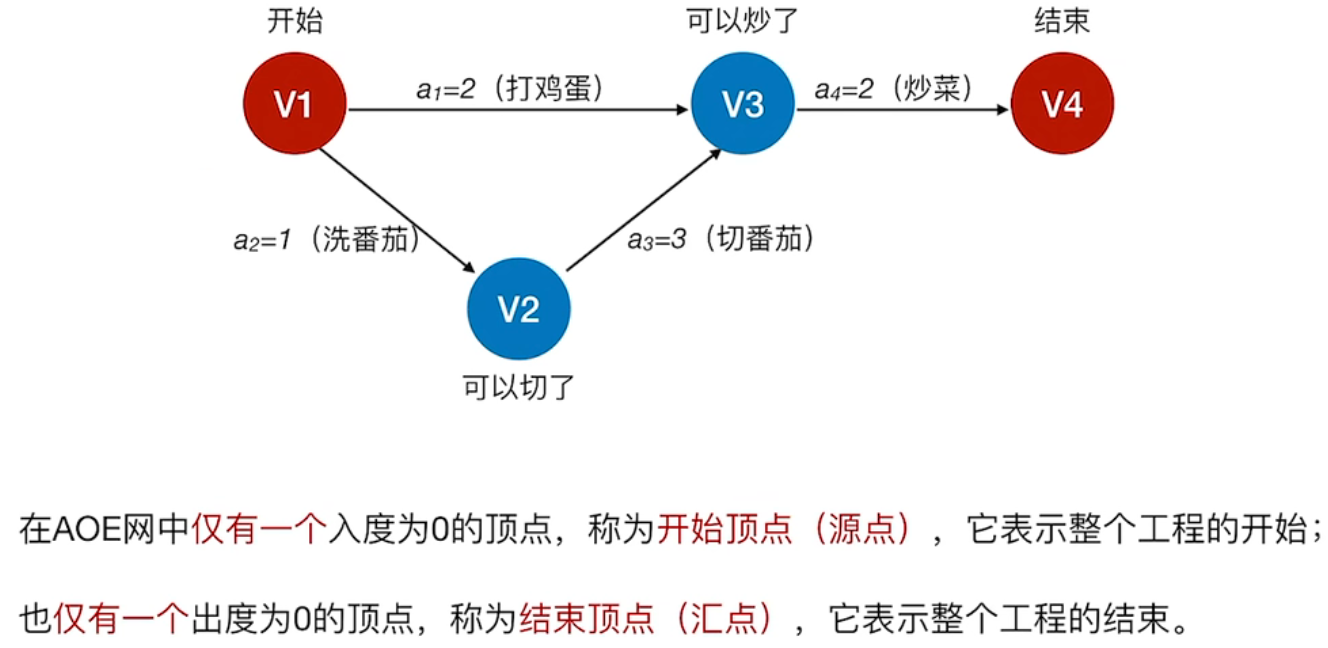 开始
可以炒了
结束
V1
a₁=2（打鸡蛋）
V3
a₄=2（炒菜）
V4
a₂=1（洗番茄）
a₃=3（切番茄）
V2
可以切了
在AOE网中仅有一个入度为0的顶点，称为开始顶点（源点），它表示整个工程的开始；
也仅有一个出度为0的顶点，称为结束顶点（汇点），它表示整个工程的结束。